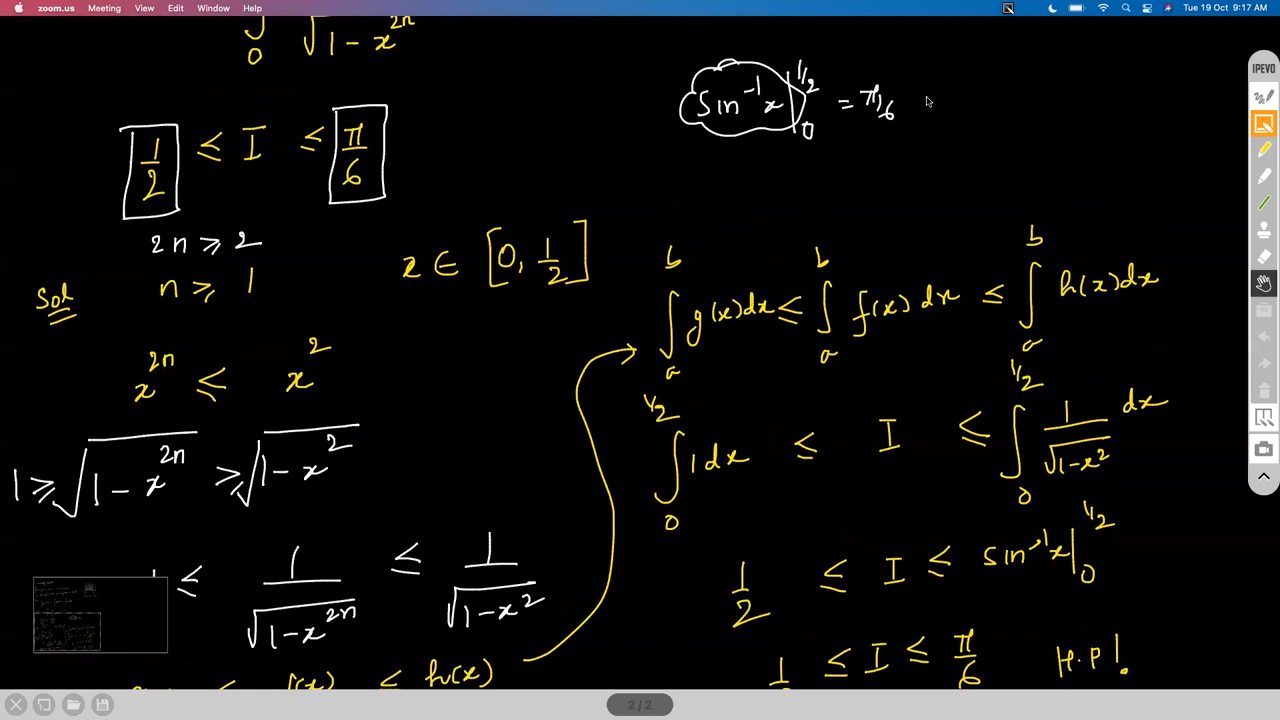 zoom.us Meeting View Edit Window Help Tue 19 Oct 9:17 AM
IPEVO
∫₀ √(1 - x²ⁿ)
1/2 ≤ I ≤ π/6
sin⁻¹ x |₀^{1/2} = π/6
2n ≥ 2
n ≥ 1
x ∈ [0, 1/2]
Sol
x²ⁿ ≤ x²
1 ≥ √(1 - x²ⁿ) ≥ √(1 - x²)
≤ 1/√(1 - x²ⁿ) ≤ 1/√(1 - x²)
≤ f(x) ≤ h(x)
∫ₐᵇ g(x)dx ≤ ∫ₐᵇ f(x)dx ≤ ∫ₐᵇ h(x)dx
∫₀^{1/2} 1dx ≤ I ≤ ∫₀^{1/2} 1/√(1-x²) dx
1/2 ≤ I ≤ sin⁻¹x |₀^{1/2}
1 ≤ I ≤ π/6 H.P!
2 / 2